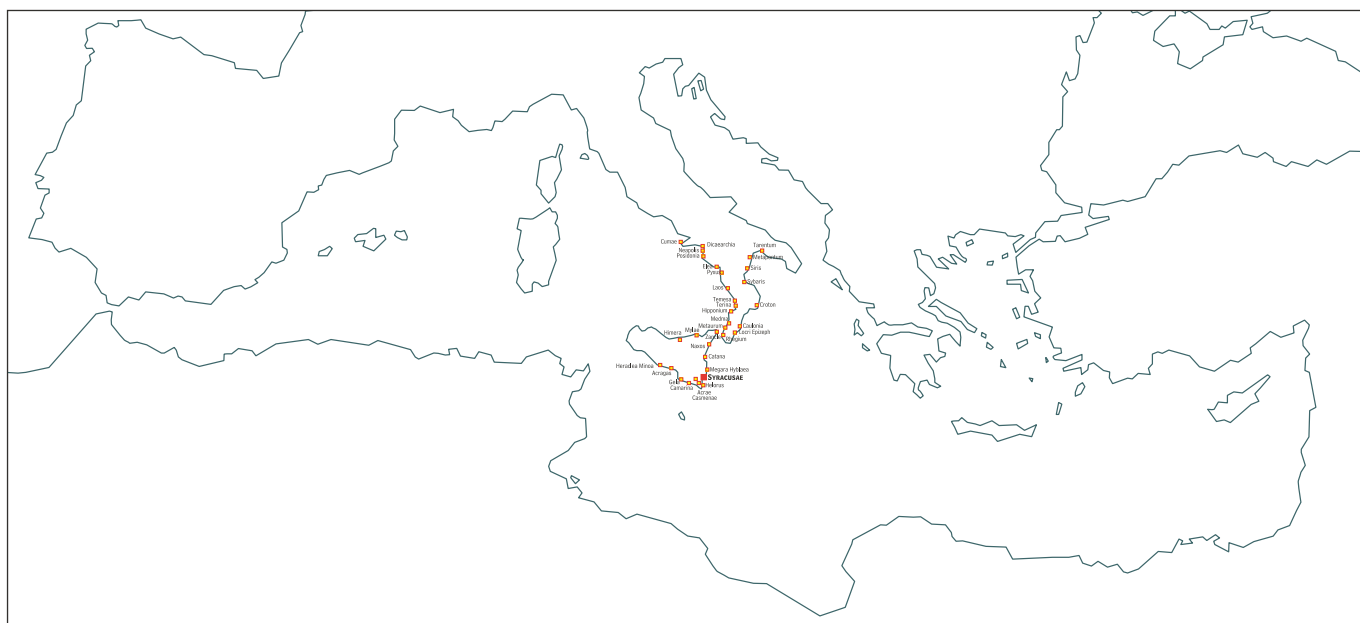 Cumae
Dicaearchia
Neapolis
Posidonia
Tarentum
Metapontum
Siris
Elea
Pyxus
Sybaris
Laos
Temesa
Terina
Croton
Hipponium
Medma
Metaurum
Caulonia
Locri Epizeph
Mylae
Himera
Zancle
Rhegium
Naxos
Catana
Heraclea Minoa
Acragas
Megara Hyblaea
SYRACUSAE
Gela
Camarina
Helorus
Acrae
Casmenae